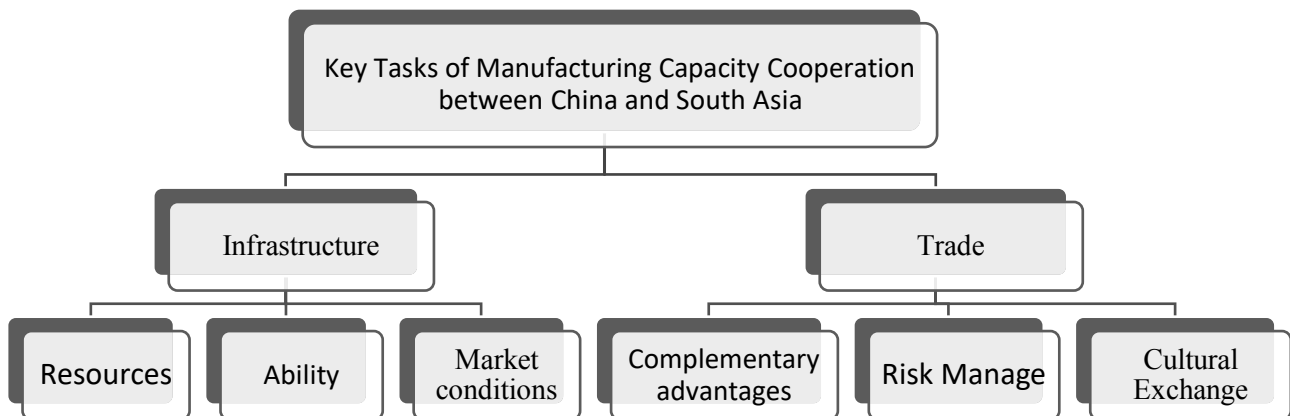 Key Tasks of Manufacturing Capacity Cooperation
between China and South Asia
Infrastructure
Trade
Resources
Ability
Market
conditions
Complementary
advantages
Risk Manage
Cultural
Exchange